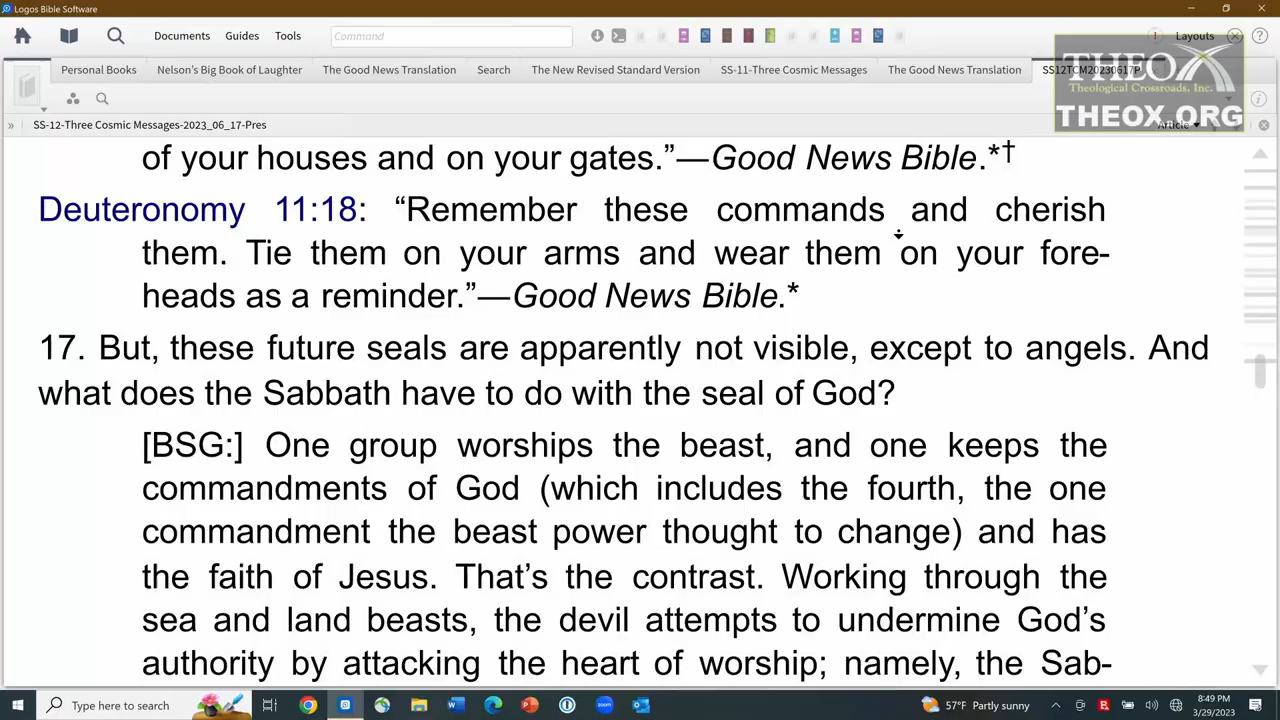 Logos Bible Software
Documents Guides Tools Command Layouts
Personal Books Nelson's Big Book of Laughter Search The New Revised Standard Version SS-11-Three Cosmic Messages The Good News Translation SS12TCM20230617P
THEOX
Theological Crossroads, Inc.
THEOX.ORG
SS-12-Three Cosmic Messages-2023_06_17-Pres Article
of your houses and on your gates.”—Good News Bible.*†
Deuteronomy 11:18: “Remember these commands and cherish
them. Tie them on your arms and wear them on your fore-
heads as a reminder.”—Good News Bible.*
17. But, these future seals are apparently not visible, except to angels. And
what does the Sabbath have to do with the seal of God?
[BSG:] One group worships the beast, and one keeps the
commandments of God (which includes the fourth, the one
commandment the beast power thought to change) and has
the faith of Jesus. That’s the contrast. Working through the
sea and land beasts, the devil attempts to undermine God’s
authority by attacking the heart of worship; namely, the Sab-
Type here to search
57°F Partly sunny
8:49 PM
3/29/2023